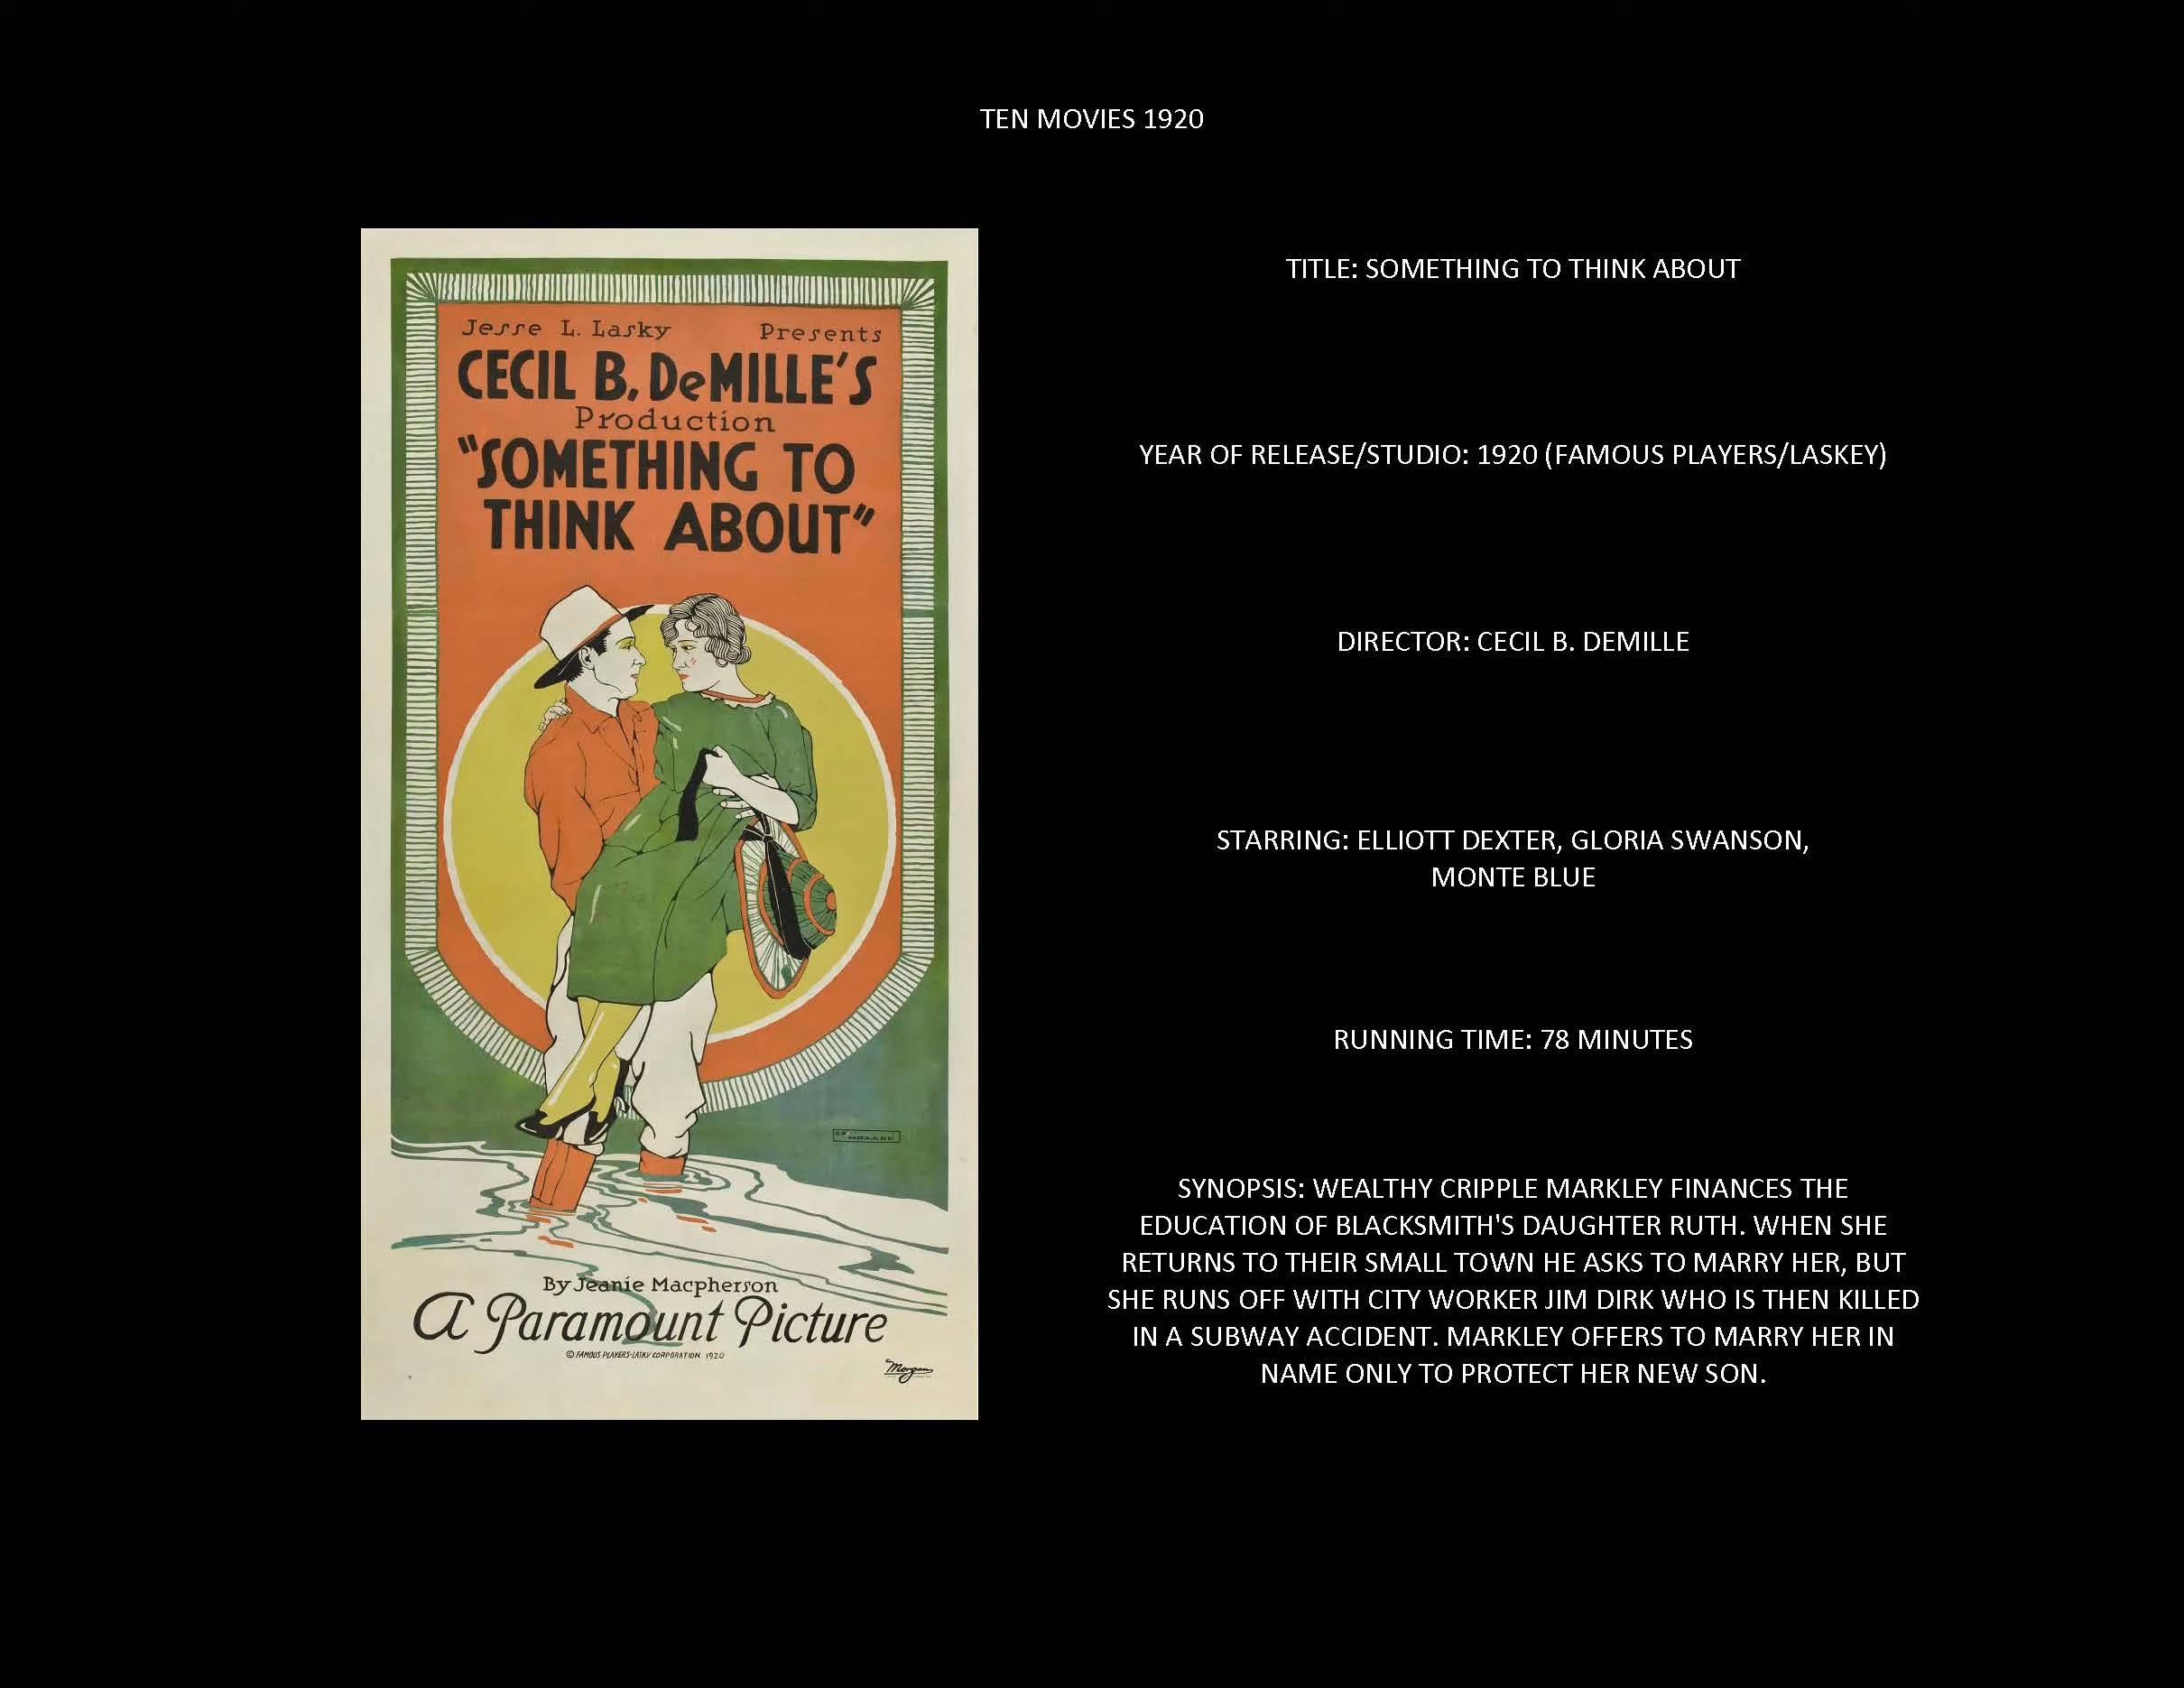 TEN MOVIES 1920
Jesse L. Lasky Presents
CECIL B. DeMILLE'S
Production
"SOMETHING TO
THINK ABOUT"
By Jeanie Macpherson
A Paramount Picture
© FAMOUS PLAYERS-LASKY CORPORATION 1920
Morgan
TITLE: SOMETHING TO THINK ABOUT
YEAR OF RELEASE/STUDIO: 1920 (FAMOUS PLAYERS/LASKEY)
DIRECTOR: CECIL B. DEMILLE
STARRING: ELLIOTT DEXTER, GLORIA SWANSON,
MONTE BLUE
RUNNING TIME: 78 MINUTES
SYNOPSIS: WEALTHY CRIPPLE MARKLEY FINANCES THE
EDUCATION OF BLACKSMITH'S DAUGHTER RUTH. WHEN SHE
RETURNS TO THEIR SMALL TOWN HE ASKS TO MARRY HER, BUT
SHE RUNS OFF WITH CITY WORKER JIM DIRK WHO IS THEN KILLED
IN A SUBWAY ACCIDENT. MARKLEY OFFERS TO MARRY HER IN
NAME ONLY TO PROTECT HER NEW SON.